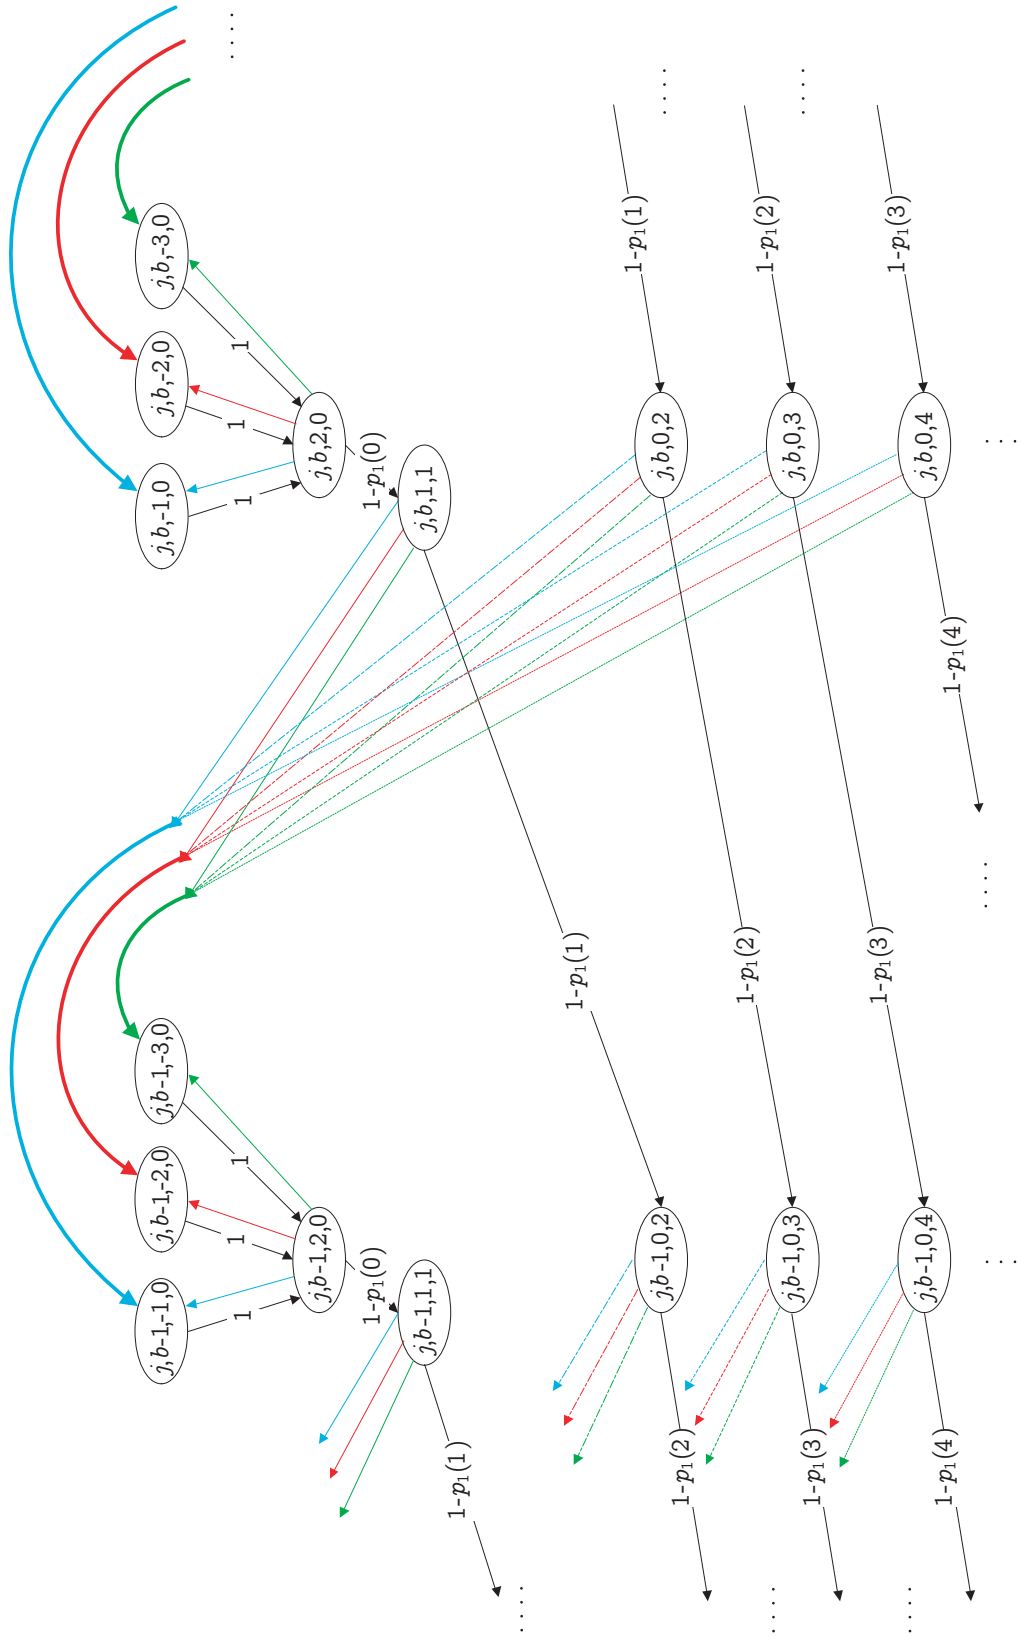 j,b-1,-1,0
j,b-1,-2,0
j,b-1,-3,0
j,b,-1,0
j,b,-2,0
j,b,-3,0
1
1
1
1
1
1
j,b-1,2,0
j,b,2,0
1-p₁(0)
1-p₁(0)
j,b-1,1,1
j,b,1,1
1-p₁(1)
1-p₁(1)
1-p₁(1)
j,b-1,0,2
j,b,0,2
1-p₁(2)
1-p₁(2)
1-p₁(2)
j,b-1,0,3
j,b,0,3
1-p₁(3)
1-p₁(3)
1-p₁(3)
j,b-1,0,4
j,b,0,4
1-p₁(4)
1-p₁(4)